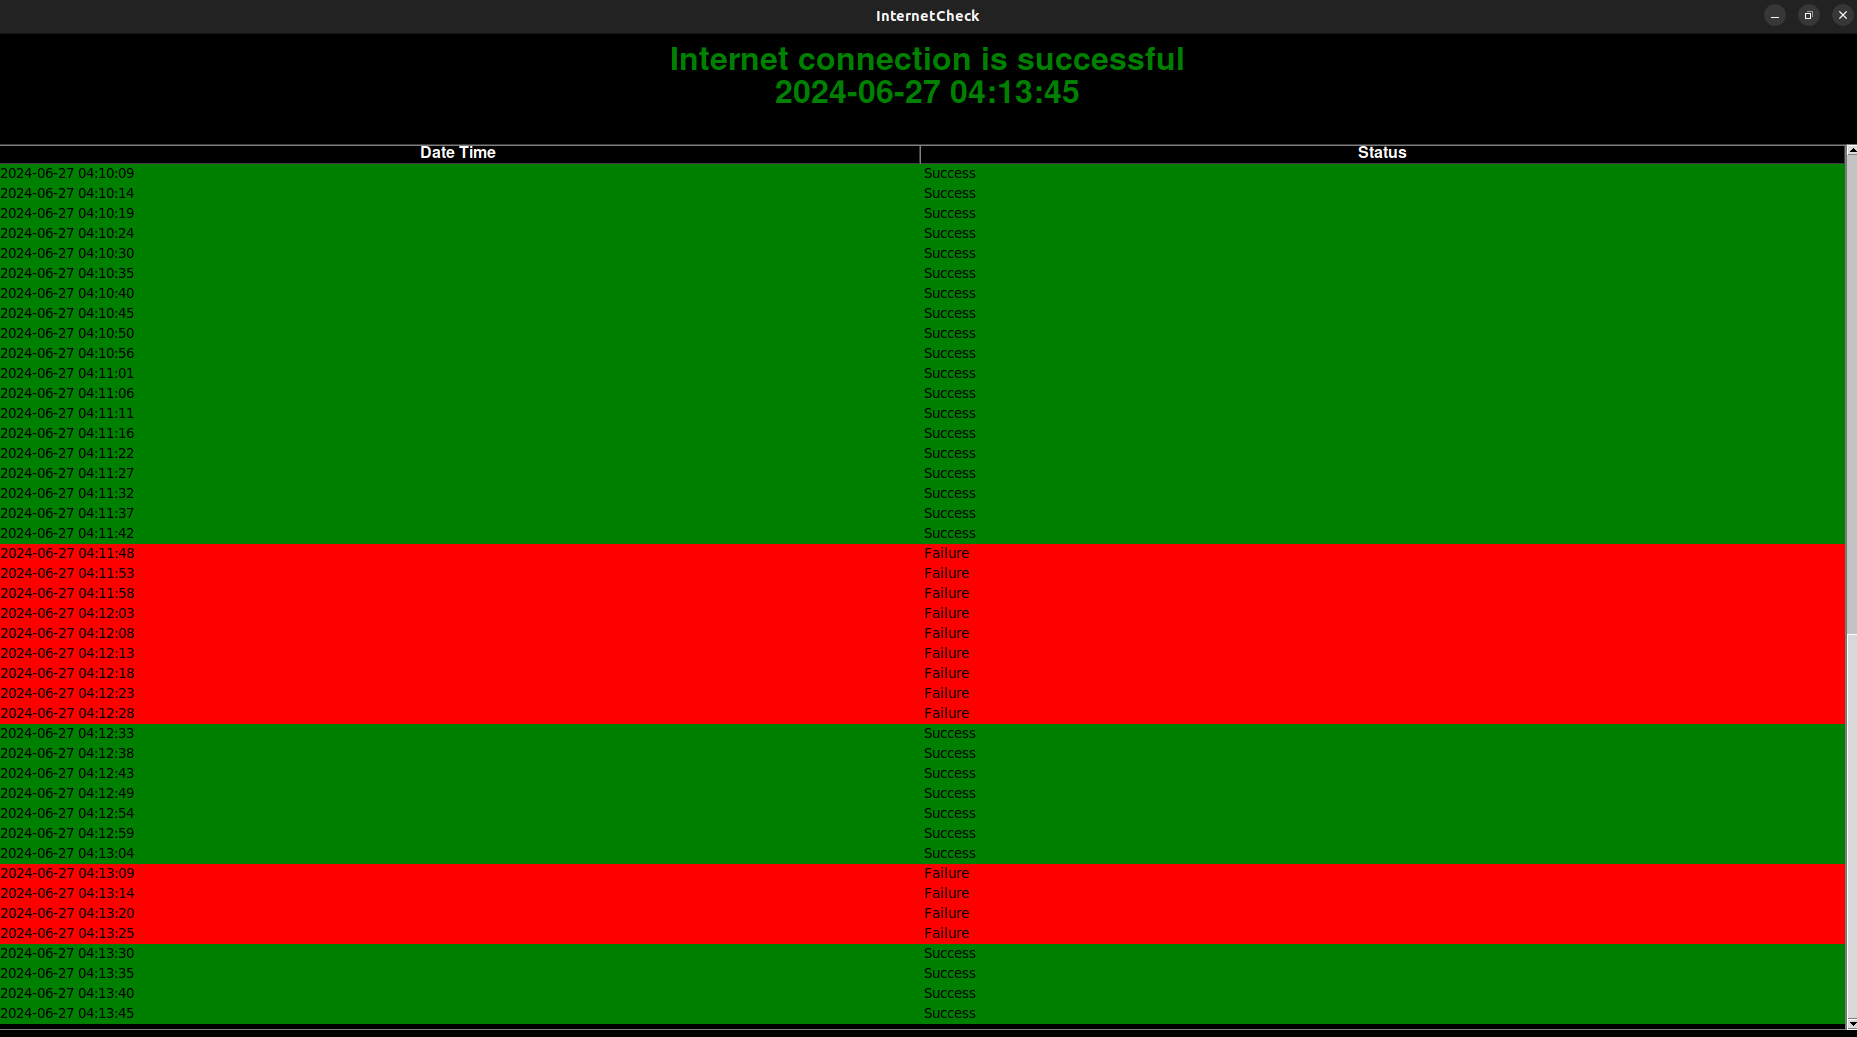 InternetCheck
Internet connection is successful
2024-06-27 04:13:45
Date Time Status
2024-06-27 04:10:09 Success
2024-06-27 04:10:14 Success
2024-06-27 04:10:19 Success
2024-06-27 04:10:24 Success
2024-06-27 04:10:30 Success
2024-06-27 04:10:35 Success
2024-06-27 04:10:40 Success
2024-06-27 04:10:45 Success
2024-06-27 04:10:50 Success
2024-06-27 04:10:56 Success
2024-06-27 04:11:01 Success
2024-06-27 04:11:06 Success
2024-06-27 04:11:11 Success
2024-06-27 04:11:16 Success
2024-06-27 04:11:22 Success
2024-06-27 04:11:27 Success
2024-06-27 04:11:32 Success
2024-06-27 04:11:37 Success
2024-06-27 04:11:42 Success
2024-06-27 04:11:48 Failure
2024-06-27 04:11:53 Failure
2024-06-27 04:11:58 Failure
2024-06-27 04:12:03 Failure
2024-06-27 04:12:08 Failure
2024-06-27 04:12:13 Failure
2024-06-27 04:12:18 Failure
2024-06-27 04:12:23 Failure
2024-06-27 04:12:28 Failure
2024-06-27 04:12:33 Success
2024-06-27 04:12:38 Success
2024-06-27 04:12:43 Success
2024-06-27 04:12:49 Success
2024-06-27 04:12:54 Success
2024-06-27 04:12:59 Success
2024-06-27 04:13:04 Success
2024-06-27 04:13:09 Failure
2024-06-27 04:13:14 Failure
2024-06-27 04:13:20 Failure
2024-06-27 04:13:25 Failure
2024-06-27 04:13:30 Success
2024-06-27 04:13:35 Success
2024-06-27 04:13:40 Success
2024-06-27 04:13:45 Success